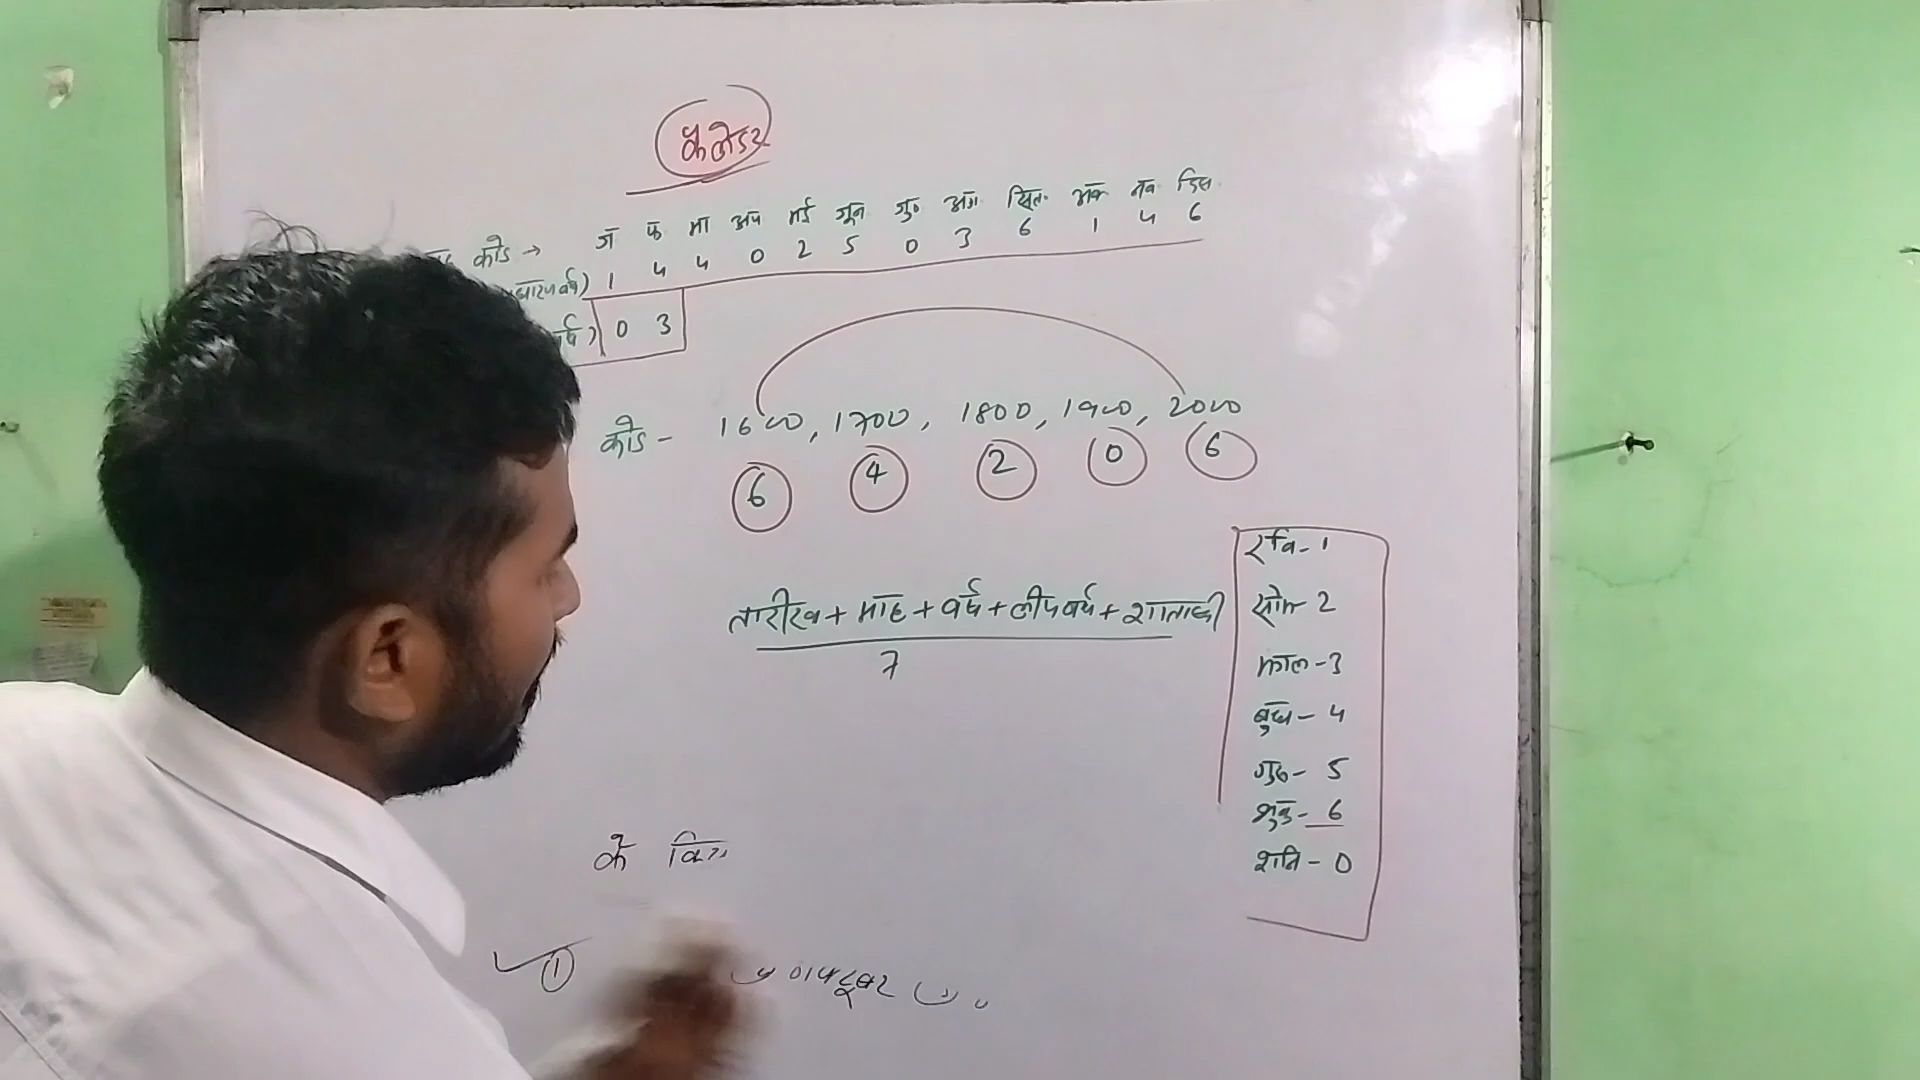 कैलेंडर
कोड → ज फ मा अप मई जून जु० अग सित. अक नव. दिस.
1 4 4 0 2 5 0 3 6 1 4 6
0 3
कोड - 1600, 1700, 1800, 1900, 2000
6 4 2 0 6
तारीख + माह + वर्ष + लीपवर्ष + शताब्दी
7
रवि - 1
सोम 2
मंगल - 3
बुध - 4
गुरु - 5
शुक्र - 6
शनि - 0
के
1